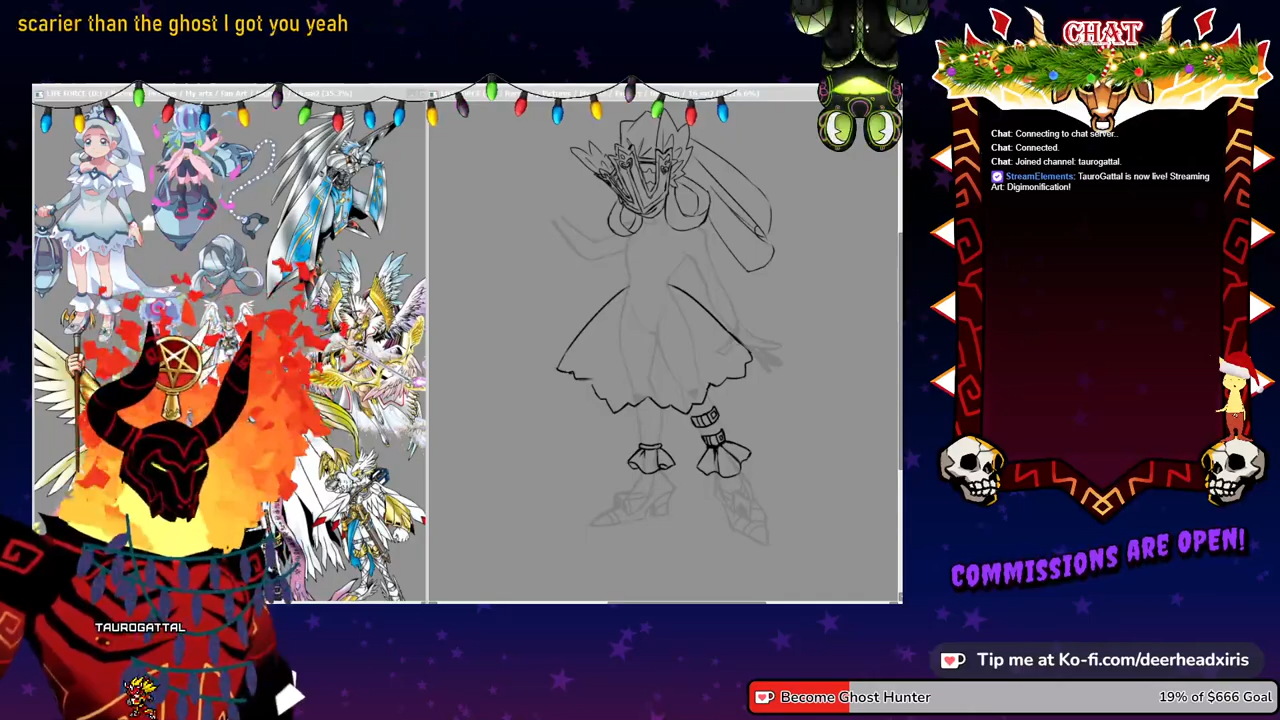 scarier than the ghost I got you yeah
CHAT
Chat: Connecting to chat server..
Chat: Connected.
Chat: Joined channel: taurogattal.
StreamElements: TauroGattal is now live! Streaming
Art: Digimonification!
COMMISSIONS ARE OPEN!
TAUROGATTAL
Tip me at Ko-fi.com/deerheadxiris
Become Ghost Hunter
19% of $666 Goal